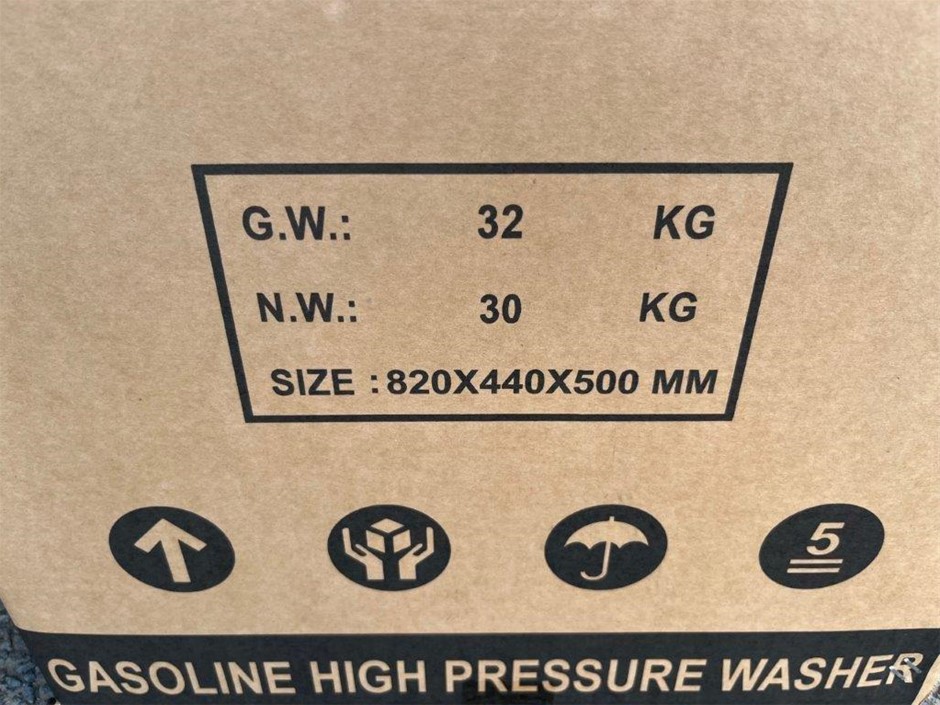 G.W.: 32 KG
N.W.: 30 KG
SIZE : 820X440X500 MM
5
GASOLINE HIGH PRESSURE WASHER